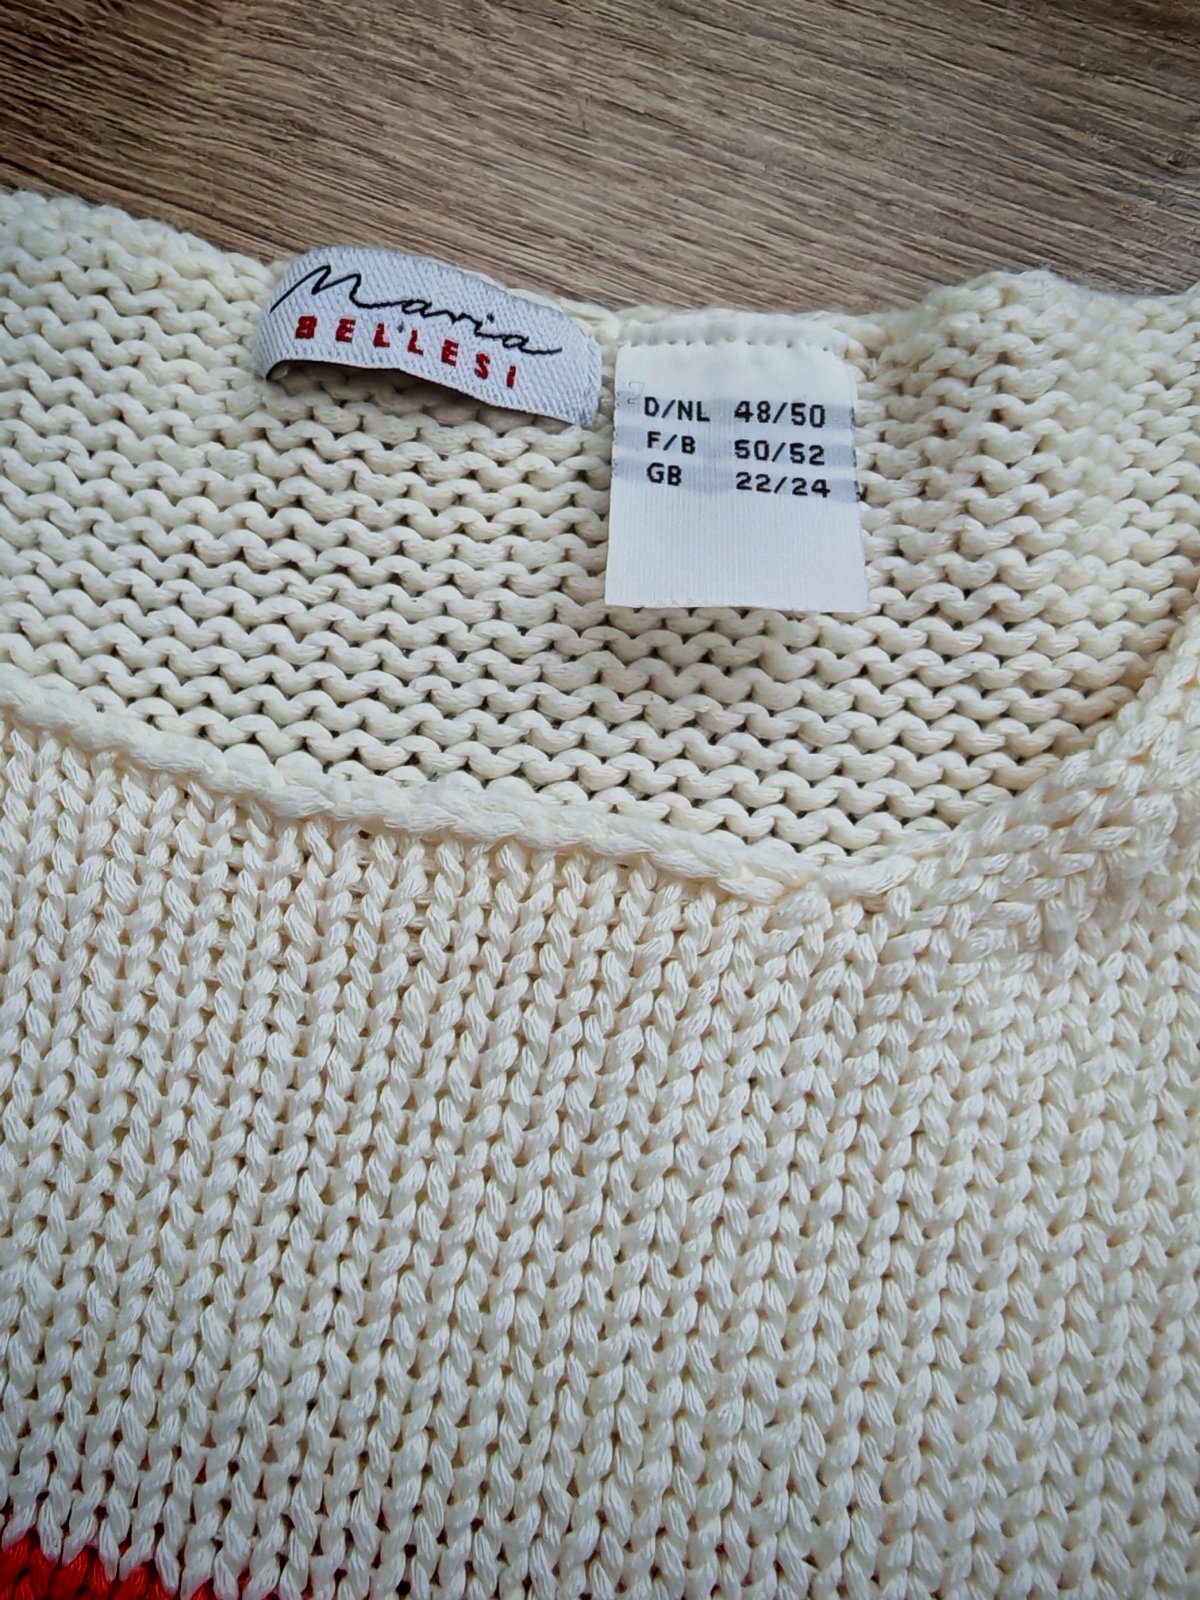 Maria
BELLESI
D/NL 48/50
F/B 50/52
GB 22/24